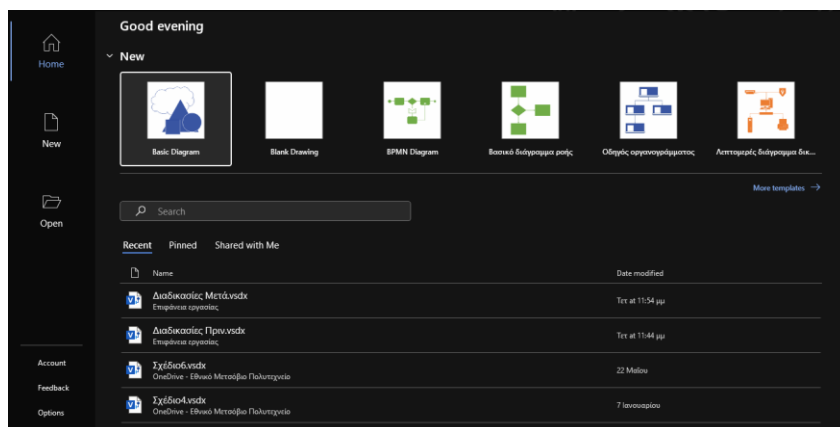 Good evening
Home
New
New
Open
Basic Diagram
Blank Drawing
BPMN Diagram
Βασικό διάγραμμα ροής
Οδηγός οργανογράμματος
Λεπτομερές διάγραμμα δικ...
More templates
Search
Recent Pinned Shared with Me
Name Date modified
Διαδικασίες Μετά.vsdx
Επιφάνεια εργασίας
Τετ at 11:54 μμ
Διαδικασίες Πριν.vsdx
Επιφάνεια εργασίας
Τετ at 11:44 μμ
Σχέδιο6.vsdx
OneDrive - Εθνικό Μετσόβιο Πολυτεχνείο
22 Μαΐου
Σχέδιο4.vsdx
OneDrive - Εθνικό Μετσόβιο Πολυτεχνείο
7 Ιανουαρίου
Account
Feedback
Options